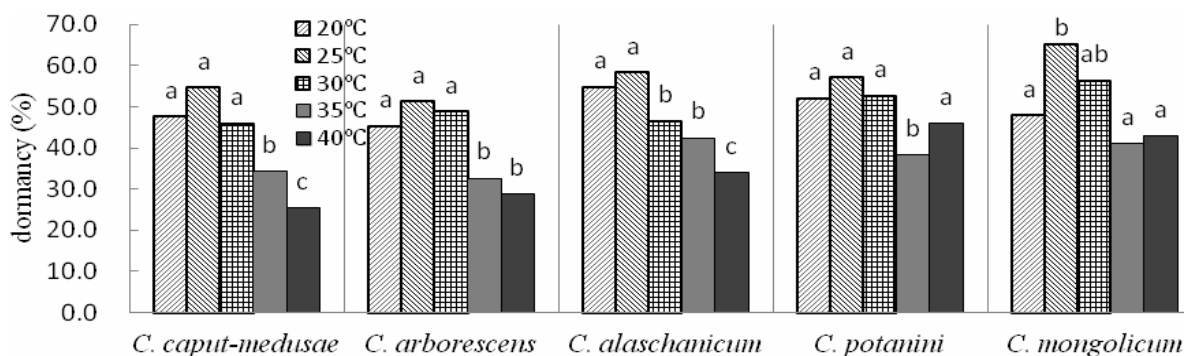 70.0
60.0
50.0
40.0
30.0
20.0
10.0
0.0
dormancy (%)
20°C
25°C
30°C
35°C
40°C
a a a b c
a a a b b
a a b b c
a a a b a
a b ab a a
C. caput-medusae C. arborescens C. alaschanicum C. potanini C. mongolicum